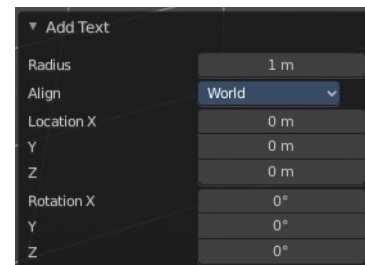 Add Text
Radius 1 m
Align World
Location X 0 m
Y 0 m
Z 0 m
Rotation X 0°
Y 0°
Z 0°